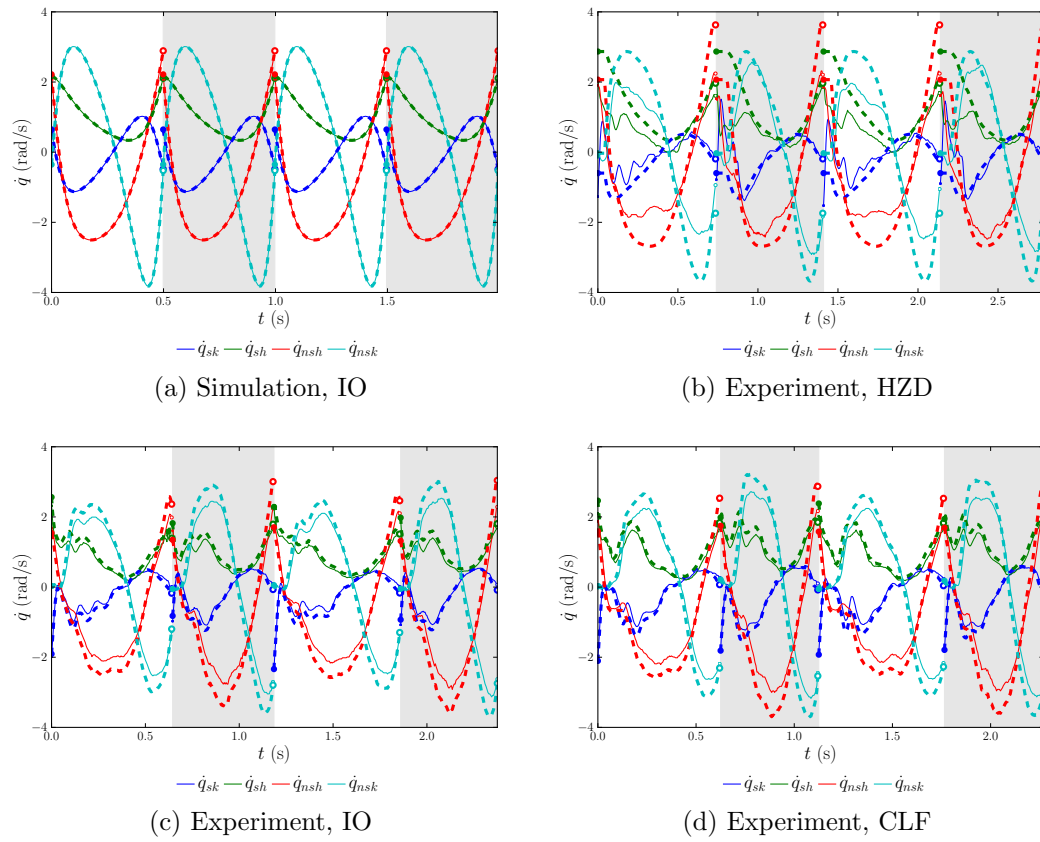 4
2
0
−2
−4
q̇ (rad/s)
0.0 0.5 1.0 1.5
t (s)
q̇sk q̇sh q̇nsh q̇nsk
(a) Simulation, IO
4
2
0
−2
−4
q̇ (rad/s)
0.0 0.5 1.0 1.5 2.0 2.5
t (s)
q̇sk q̇sh q̇nsh q̇nsk
(b) Experiment, HZD
4
2
0
−2
−4
q̇ (rad/s)
0.0 0.5 1.0 1.5 2.0
t (s)
q̇sk q̇sh q̇nsh q̇nsk
(c) Experiment, IO
4
2
0
−2
−4
q̇ (rad/s)
0.0 0.5 1.0 1.5 2.0
t (s)
q̇sk q̇sh q̇nsh q̇nsk
(d) Experiment, CLF